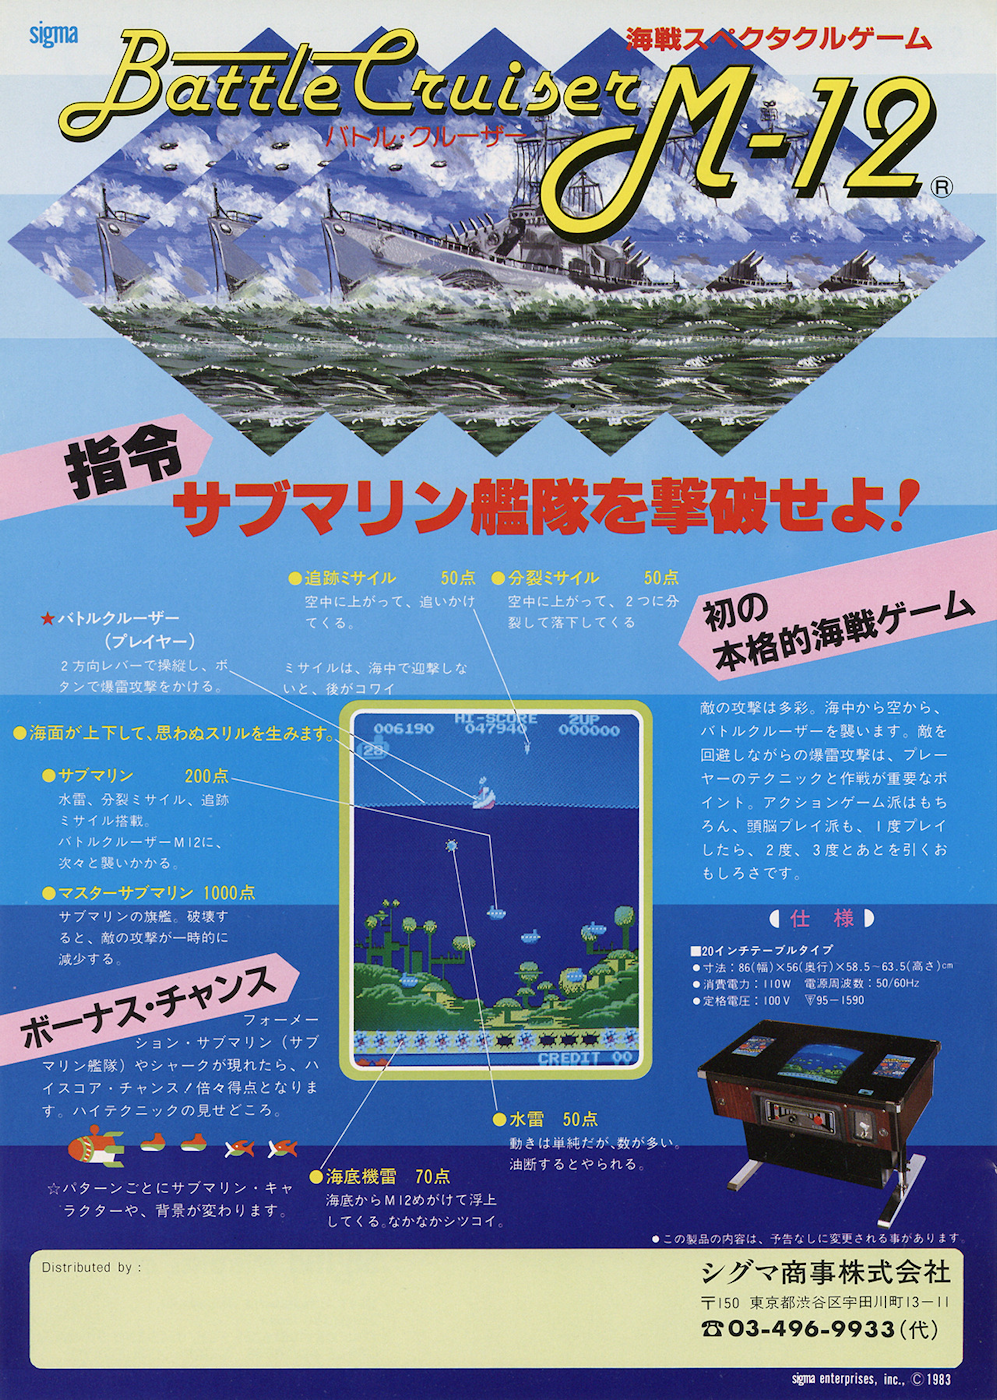 sigma
海戦スペクタクルゲーム
Battle Cruiser
M-12®
バトル・クルーザー
指令
サブマリン艦隊を撃破せよ!
●追跡ミサイル 50点
空中に上がって、追いかけ
てくる。
●分裂ミサイル 50点
空中に上がって、2つに分
裂して落下してくる
ミサイルは、海中で迎撃しな
いと、後がコワイ
★バトルクルーザー
(プレイヤー)
2方向レバーで操縦し、ボ
タンで爆雷攻撃をかける。
●海面が上下して、思わぬスリルを生みます。
●サブマリン 200点
水雷、分裂ミサイル、追跡
ミサイル搭載。
バトルクルーザーM12に、
次々と襲いかかる。
●マスターサブマリン 1000点
サブマリンの旗艦。破壊す
ると、敵の攻撃が一時的に
減少する。
ボーナス・チャンス
フォーメー
ション・サブマリン(サブ
マリン艦隊)やシャークが現れたら、ハ
イスコア・チャンス!倍々得点となりま
す。ハイテクニックの見せどころ。
☆パターンごとにサブマリン・キャ
ラクターや、背景が変わります。
HI-SCORE 2UP
006190 047940 000000
28
CREDIT 00
●水雷 50点
動きは単純だが、数が多い。
油断するとやられる。
●海底機雷 70点
海底からM12めがけて浮上
してくる。なかなかシツコイ。
初の
本格的海戦ゲーム
敵の攻撃は多彩。海中から空から、
バトルクルーザーを襲います。敵を
回避しながらの爆雷攻撃は、プレー
ヤーのテクニックと作戦が重要なポ
イント。アクションゲーム派はもち
ろん、頭脳プレイ派も、1度プレイ
したら、2度、3度とあとを引くお
もしろさです。
仕様
■20インチテーブルタイプ
●寸法:86(幅)×56(奥行)×58.5~63.5(高さ)cm
●消費電力:110W 電源周波数:50/60Hz
●定格電圧:100V 〒95-1590
●この製品の内容は、予告なしに変更される事があります。
Distributed by :
シグマ商事株式会社
〒150 東京都渋谷区宇田川町13-11
☎03-496-9933(代)
sigma enterprises, inc., ©1983